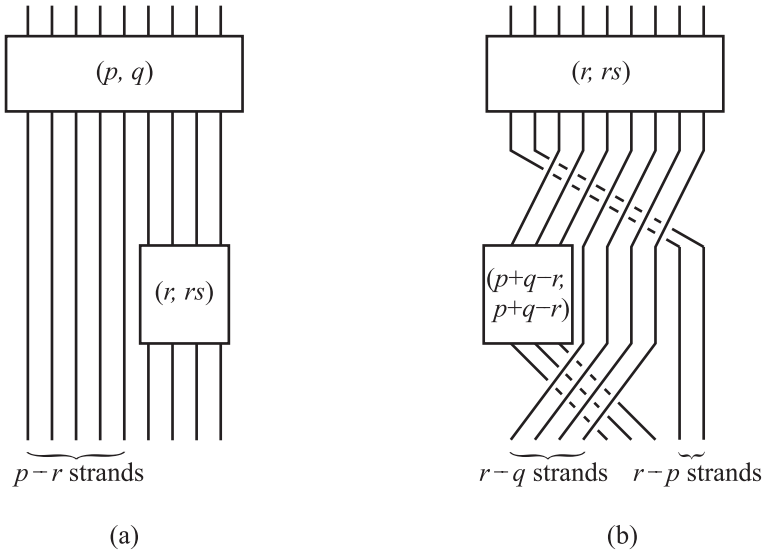 (p, q)
(r, rs)
p−r strands
(a)
(r, rs)
(p+q−r,
p+q−r)
r−q strands
r−p strands
(b)